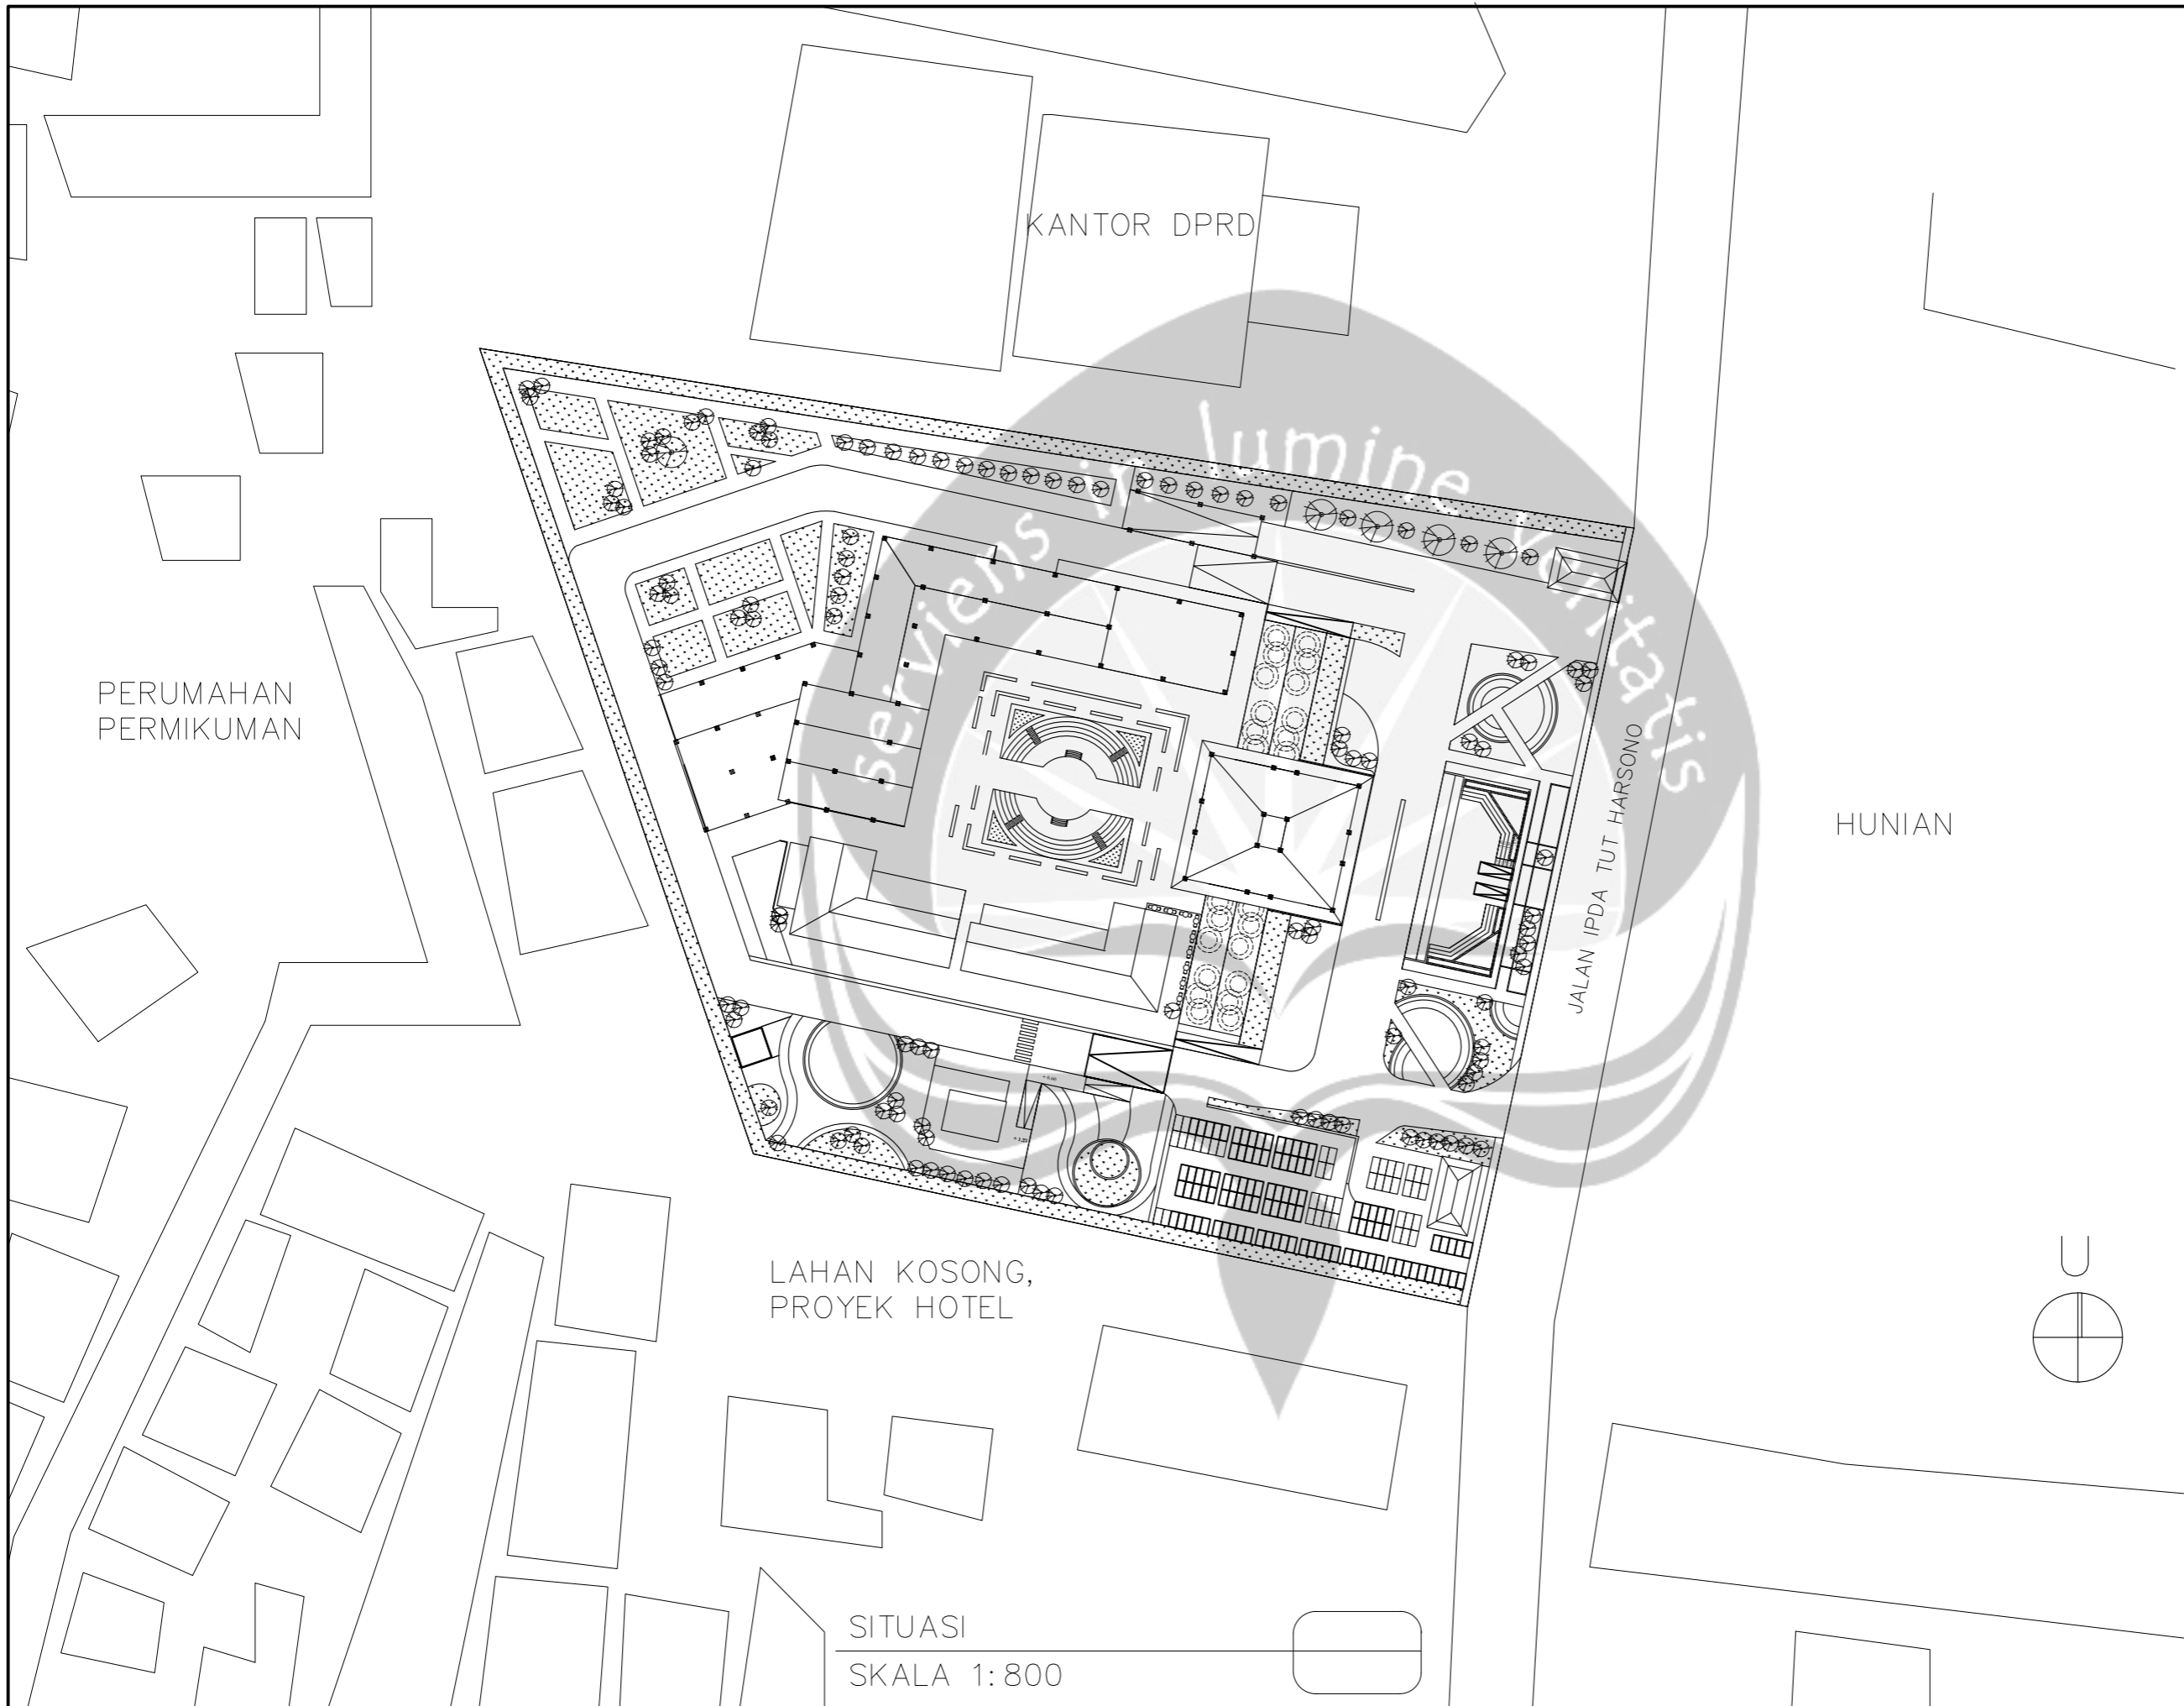 KANTOR DPRD
serviens in lumine veritatis
PERUMAHAN
PERMIKUMAN
JALAN IPDA TUT HARSONO
HUNIAN
LAHAN KOSONG,
PROYEK HOTEL
U
SITUASI
SKALA 1:800